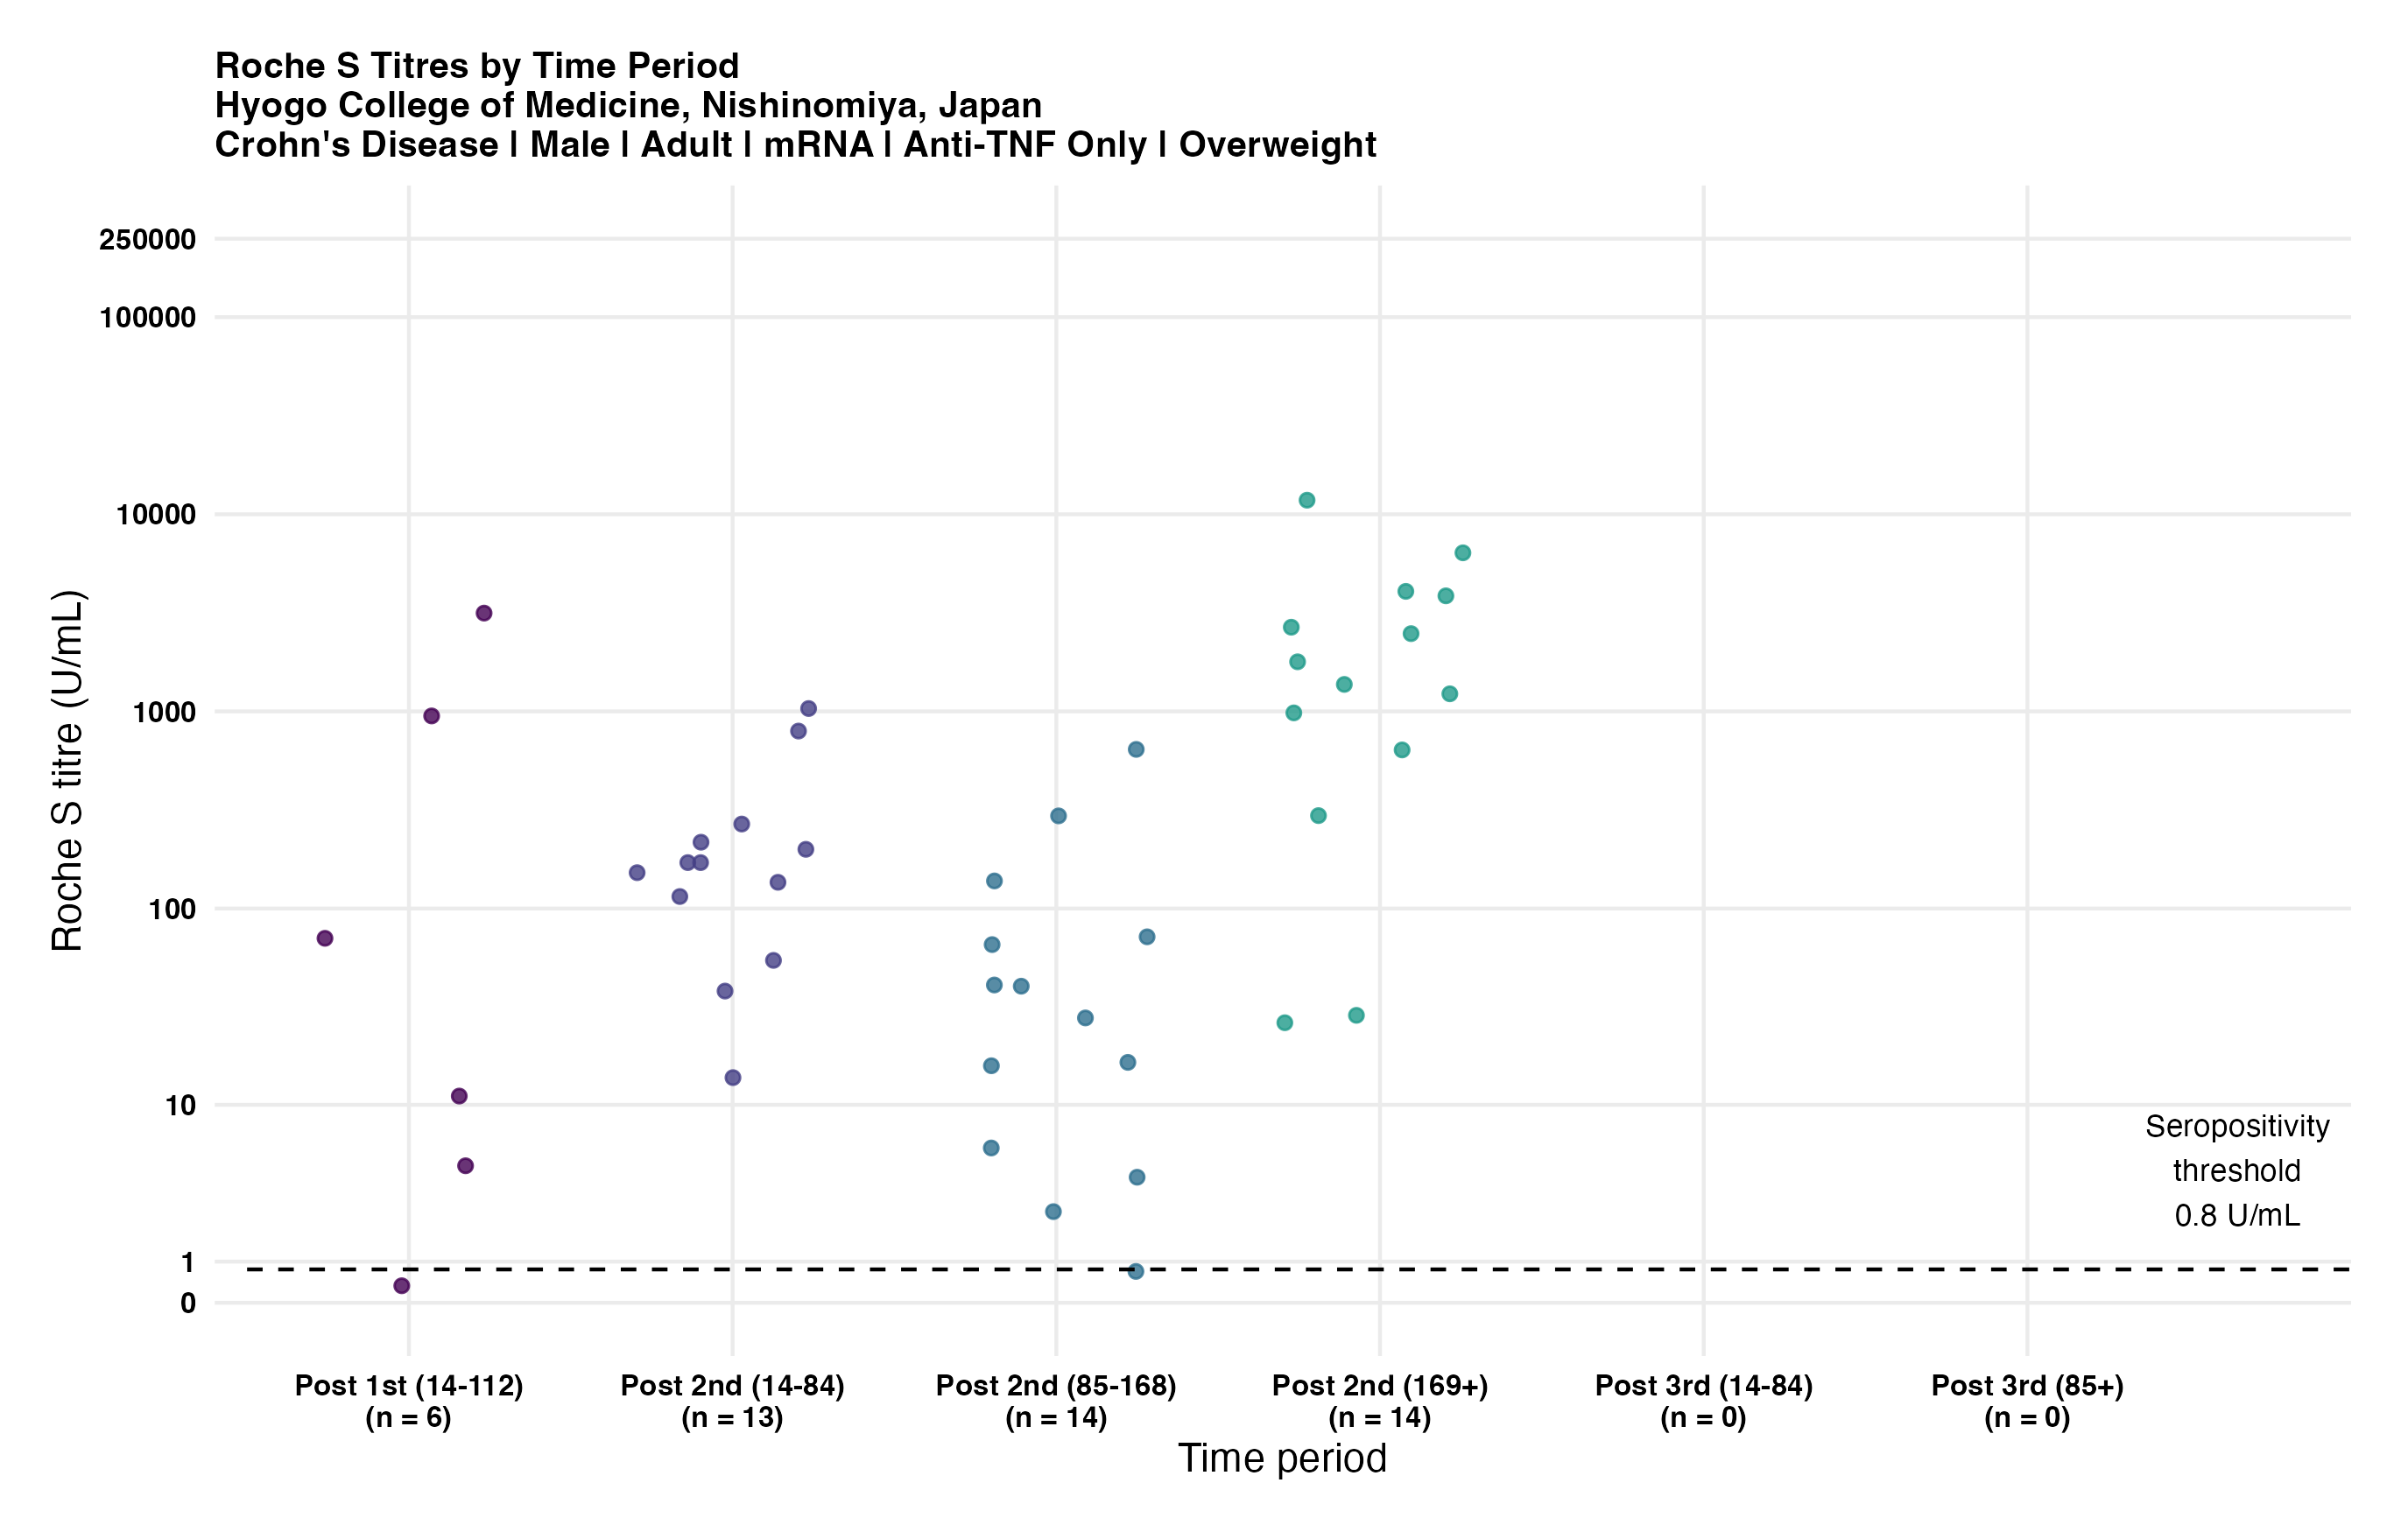 Roche S Titres by Time Period
Hyogo College of Medicine, Nishinomiya, Japan
Crohn's Disease | Male | Adult | mRNA | Anti-TNF Only | Overweight
250000
100000
10000
1000
100
10
1
0
Roche S titre (U/mL)
Seropositivity
threshold
0.8 U/mL
Post 1st (14-112)
(n = 6)
Post 2nd (14-84)
(n = 13)
Post 2nd (85-168)
(n = 14)
Post 2nd (169+)
(n = 14)
Post 3rd (14-84)
(n = 0)
Post 3rd (85+)
(n = 0)
Time period